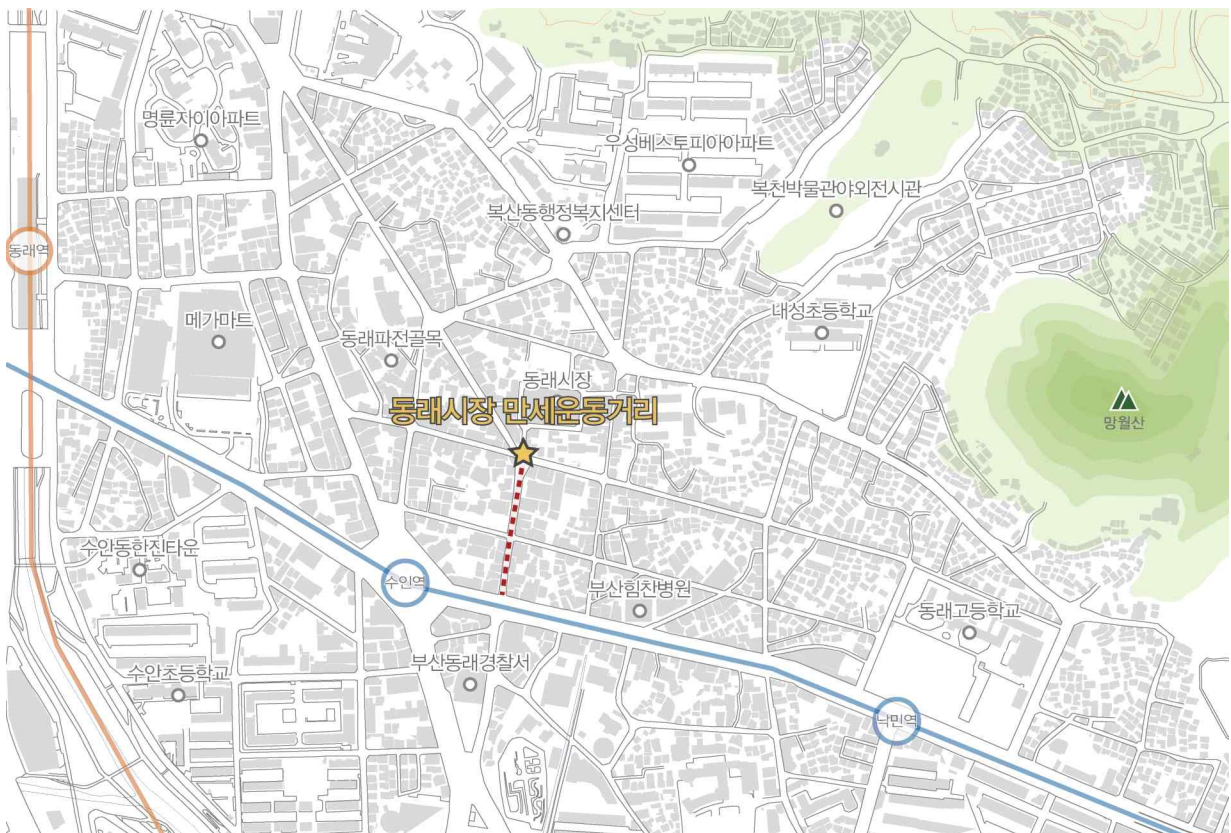 명륜자이아파트
우성베스토피아아파트
복천박물관야외전시관
복산동행정복지센터
동래역
메가마트
내성초등학교
동래파전골목
동래시장
동래시장 만세운동거리
망월산
수안동한진타운
수인역
부산힘찬병원
동래고등학교
부산동래경찰서
수안초등학교
낙민역